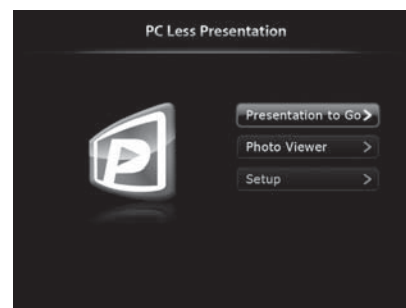 PC Less Presentation
Presentation to Go
Photo Viewer
Setup